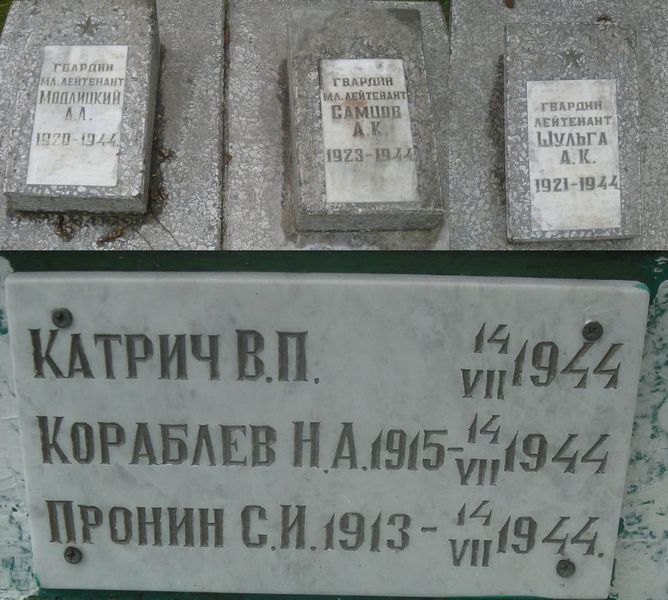 ГВАРДИИ
МЛ. ЛЕЙТЕНАНТ
МОДЛИЦКИЙ
Л.Л.
1920-1944.
ГВАРДИИ
МЛ. ЛЕЙТЕНАНТ
САМЦОВ
А.К.
1923-1944
ГВАРДИИ
ЛЕЙТЕНАНТ
ШУЛЬГА
А.К.
1921-1944
КАТРИЧ В.П. 14/VII 1944
КОРАБЛЕВ Н.А. 1915-14/VII 1944
ПРОНИН С.И. 1913-14/VII 1944.